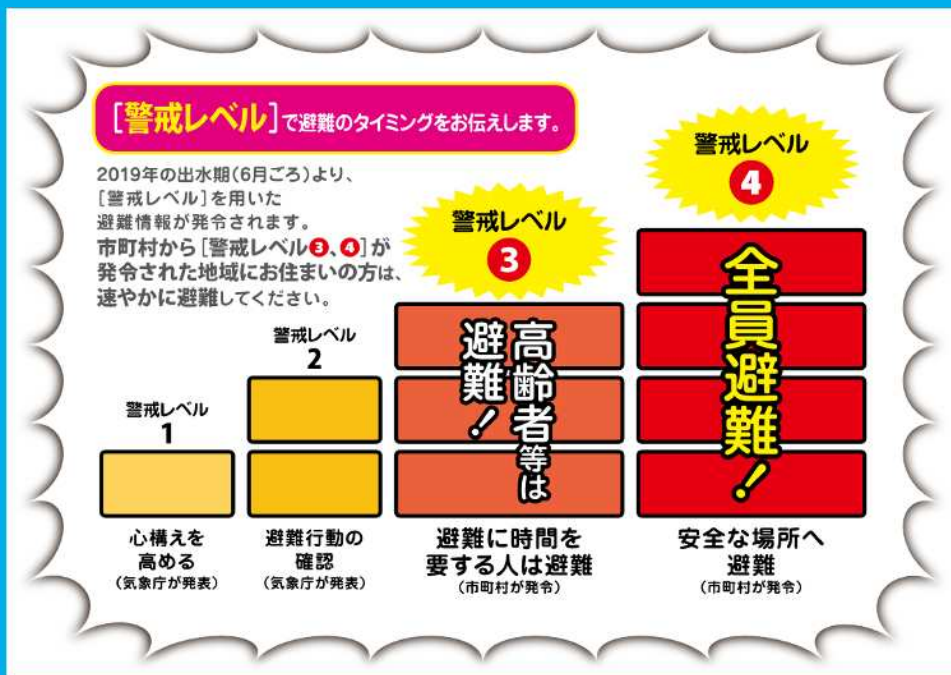 [警戒レベル]で避難のタイミングをお伝えします。
2019年の出水期(6月ごろ)より、
[警戒レベル]を用いた
避難情報が発令されます。
市町村から[警戒レベル❸、❹]が
発令された地域にお住まいの方は、
速やかに避難してください。
警戒レベル
1
心構えを
高める
(気象庁が発表)
警戒レベル
2
避難行動の
確認
(気象庁が発表)
警戒レベル
3
高齢者等は
避難!
避難に時間を
要する人は避難
(市町村が発令)
警戒レベル
4
全員避難!
安全な場所へ
避難
(市町村が発令)